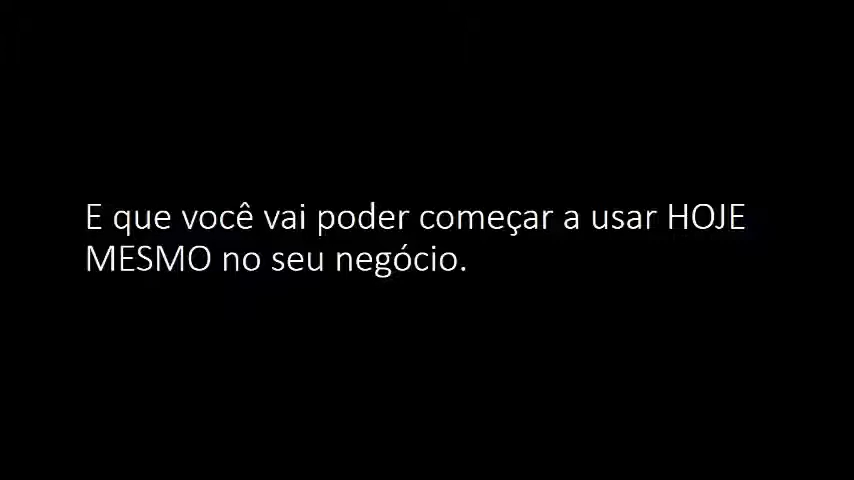 E que você vai poder começar a usar HOJE
MESMO no seu negócio.